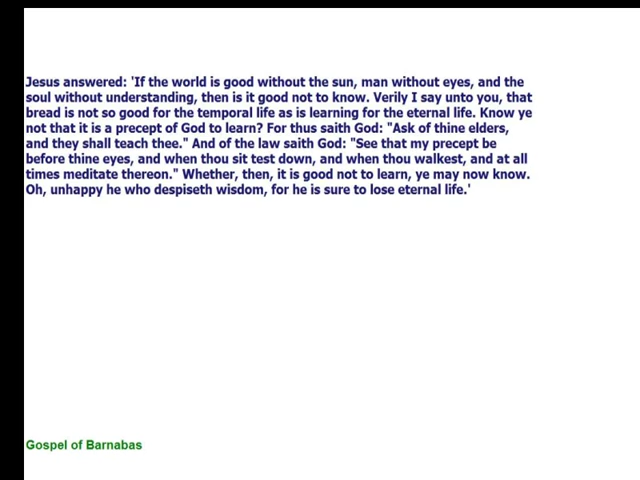 Jesus answered: 'If the world is good without the sun, man without eyes, and the
soul without understanding, then is it good not to know. Verily I say unto you, that
bread is not so good for the temporal life as is learning for the eternal life. Know ye
not that it is a precept of God to learn? For thus saith God: "Ask of thine elders,
and they shall teach thee." And of the law saith God: "See that my precept be
before thine eyes, and when thou sit test down, and when thou walkest, and at all
times meditate thereon." Whether, then, it is good not to learn, ye may now know.
Oh, unhappy he who despiseth wisdom, for he is sure to lose eternal life.'
Gospel of Barnabas